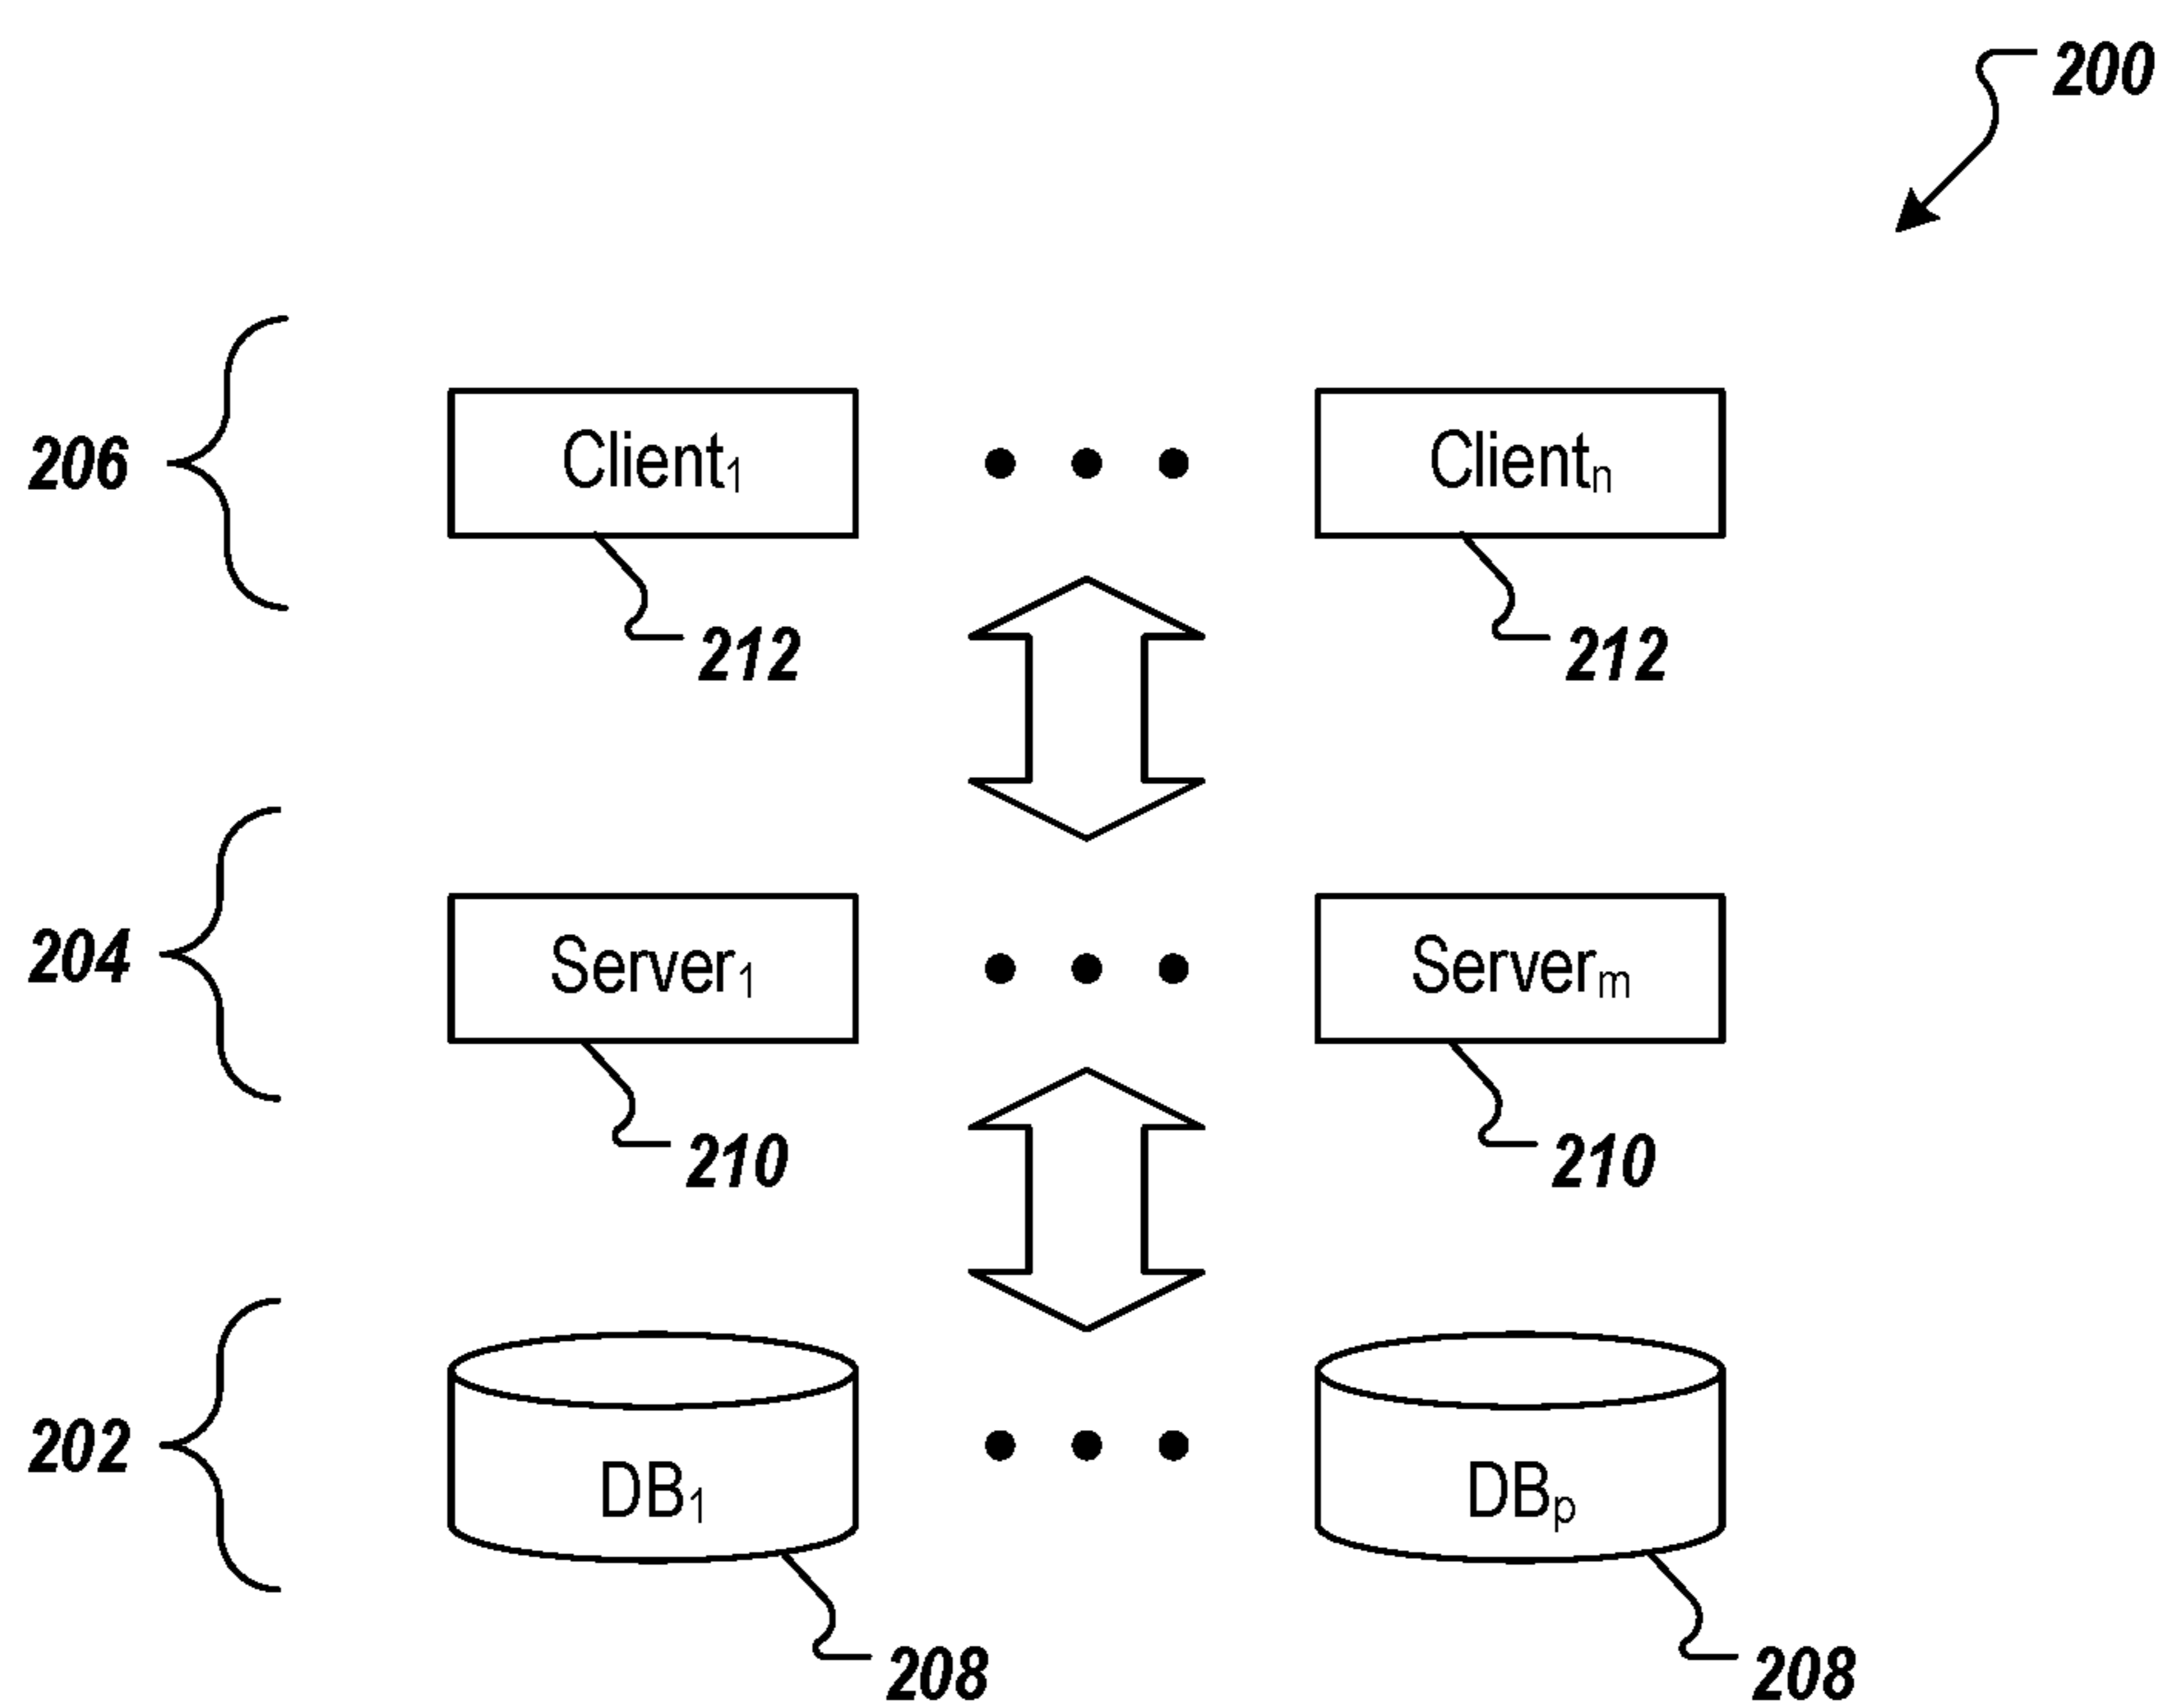 200
206
Client₁
Clientₙ
212
212
204
Server₁
Serverₘ
210
210
202
DB₁
DBₚ
208
208